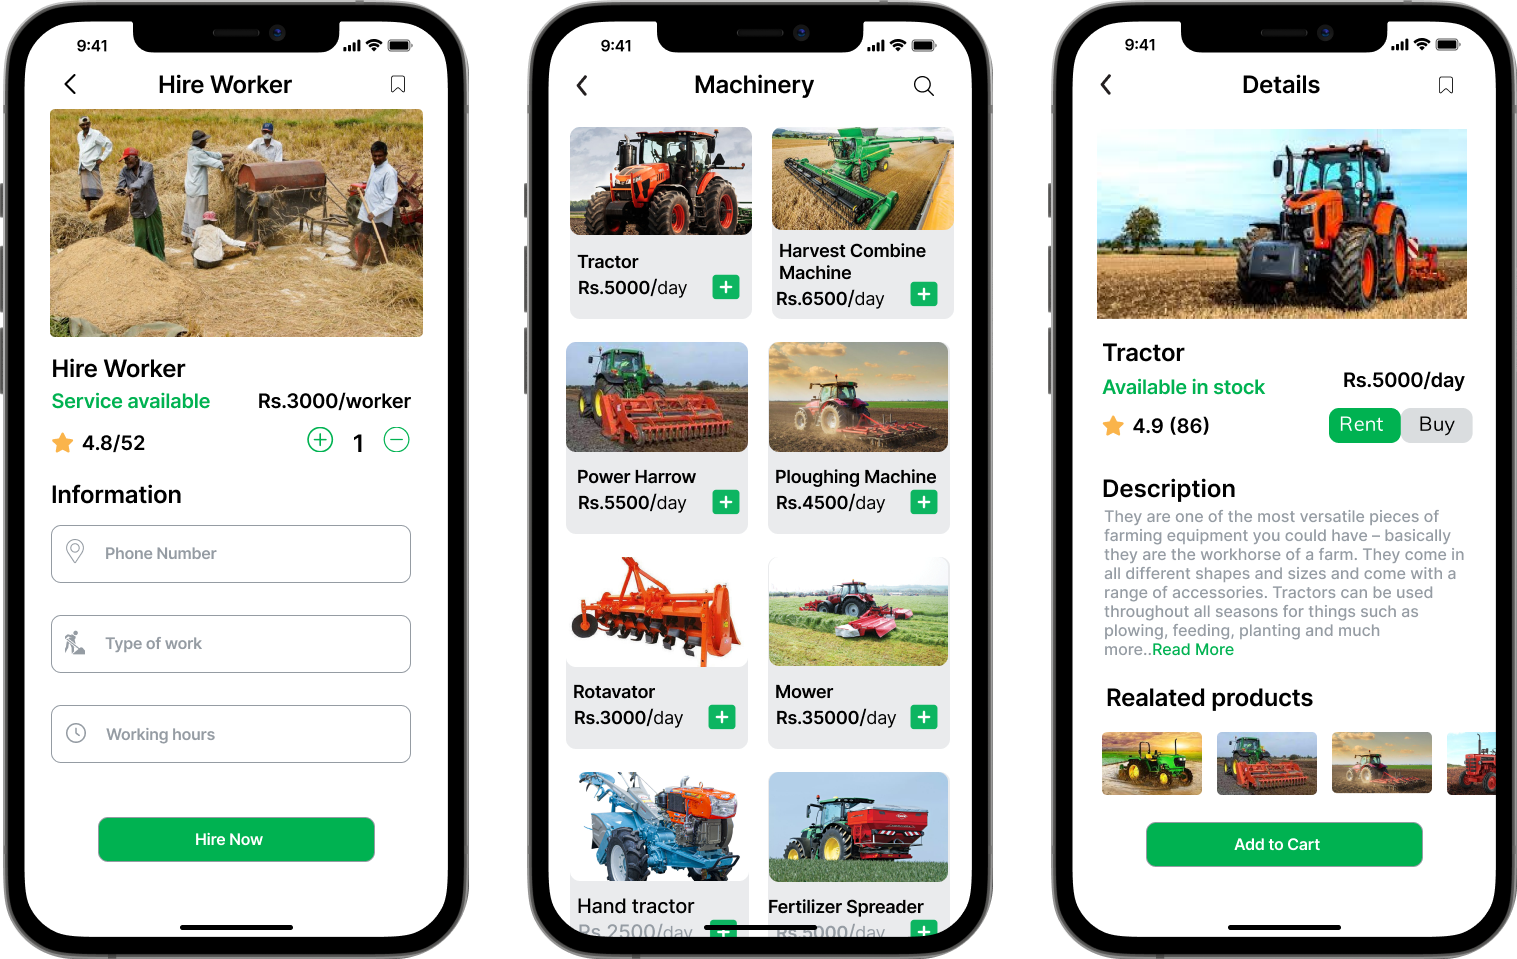 9:41
Hire Worker
Hire Worker
Service available
Rs.3000/worker
4.8/52
1
Information
Phone Number
Type of work
Working hours
Hire Now
9:41
Machinery
Tractor
Rs.5000/day
Harvest Combine
Machine
Rs.6500/day
Power Harrow
Rs.5500/day
Ploughing Machine
Rs.4500/day
Rotavator
Rs.3000/day
Mower
Rs.35000/day
Hand tractor
Rs.2500/day
Fertilizer Spreader
Rs.5000/day
9:41
Details
Tractor
Available in stock
Rs.5000/day
4.9 (86)
Rent
Buy
Description
They are one of the most versatile pieces of
farming equipment you could have – basically
they are the workhorse of a farm. They come in
all different shapes and sizes and come with a
range of accessories. Tractors can be used
throughout all seasons for things such as
plowing, feeding, planting and much
more..Read More
Realated products
Add to Cart